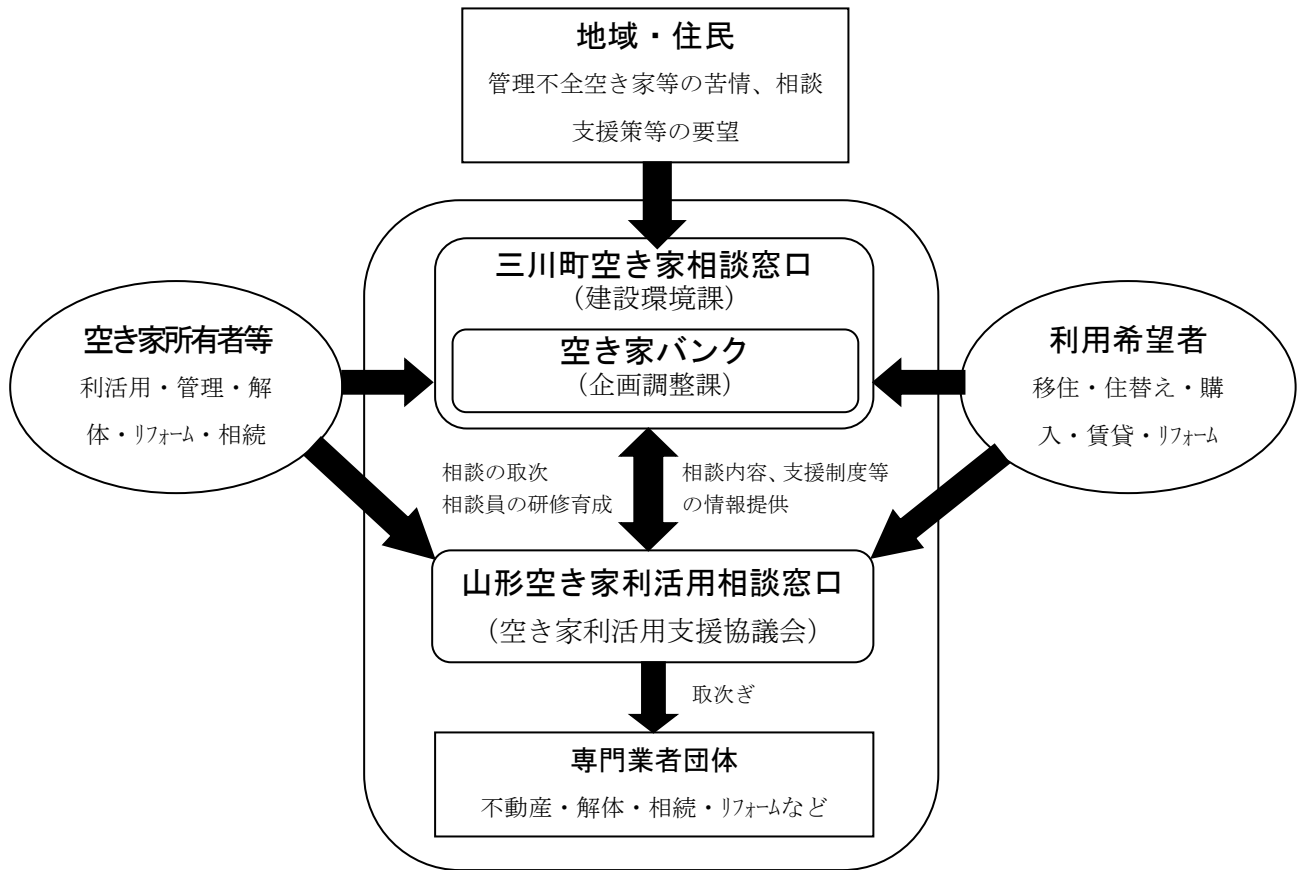 地域・住民
管理不全空き家等の苦情、相談
支援策等の要望
三川町空き家相談窓口
（建設環境課）
空き家バンク
（企画調整課）
空き家所有者等
利活用・管理・解
体・ﾘﾌｫｰﾑ・相続
利用希望者
移住・住替え・購
入・賃貸・ﾘﾌｫｰﾑ
相談の取次
相談員の研修育成
相談内容、支援制度等
の情報提供
山形空き家利活用相談窓口
（空き家利活用支援協議会）
取次ぎ
専門業者団体
不動産・解体・相続・ﾘﾌｫｰﾑなど